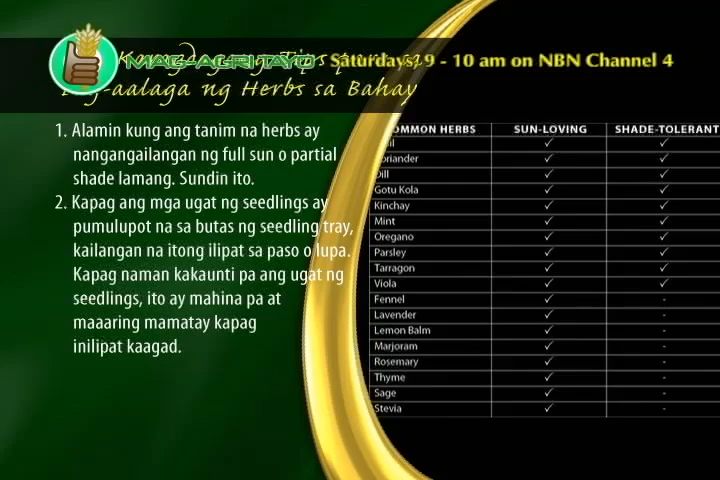 MAG-AGRI TAYO Saturdays 9 - 10 am on NBN Channel 4
Karagdagang Tips para sa
Pag-aalaga ng Herbs sa Bahay
1. Alamin kung ang tanim na herbs ay
nangangailangan ng full sun o partial
shade lamang. Sundin ito.
2. Kapag ang mga ugat ng seedlings ay
pumulupot na sa butas ng seedling tray,
kailangan na itong ilipat sa paso o lupa.
Kapag naman kakaunti pa ang ugat ng
seedlings, ito ay mahina pa at
maaaring mamatay kapag
inilipat kaagad.
COMMON HERBS SUN-LOVING SHADE-TOLERANT
✓ ✓
Coriander ✓ ✓
Dill ✓ ✓
Gotu Kola ✓ ✓
Kinchay ✓ ✓
Mint ✓ ✓
Oregano ✓ ✓
Parsley ✓ ✓
Tarragon ✓ ✓
Viola ✓ ✓
Fennel ✓ -
Lavender ✓ -
Lemon Balm ✓ -
Marjoram ✓ -
Rosemary ✓ -
Thyme ✓ -
Sage ✓ -
Stevia ✓ -